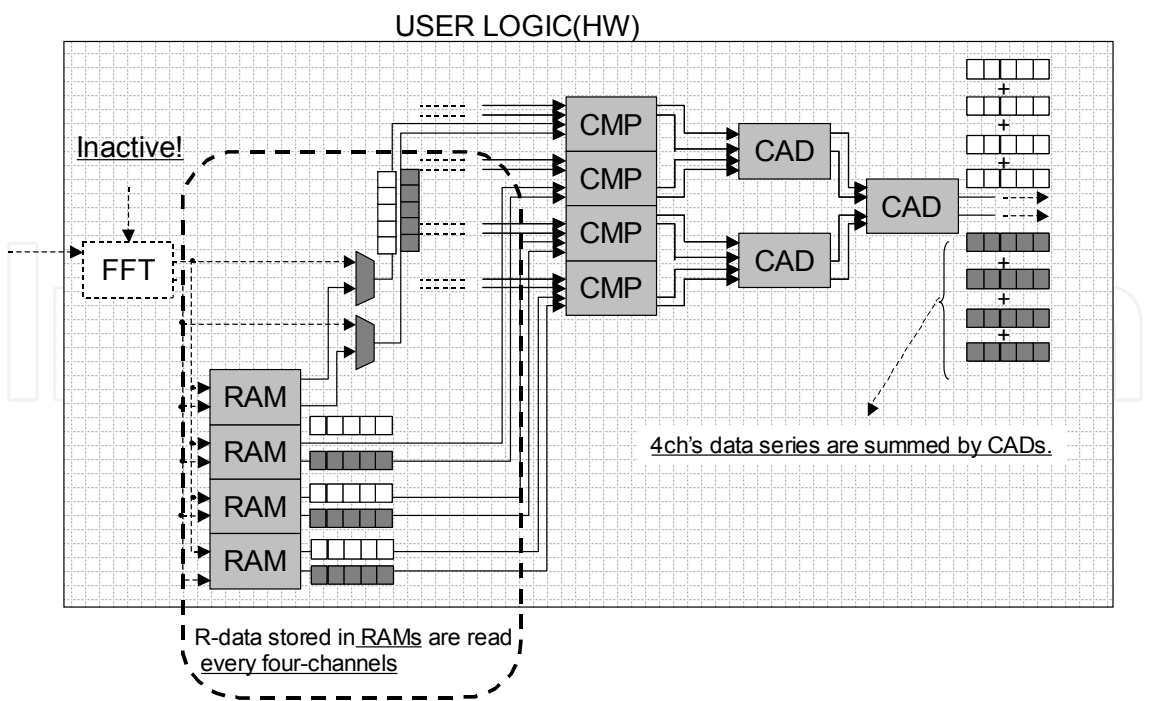 USER LOGIC(HW)
Inactive!
FFT
RAM
RAM
RAM
RAM
CMP
CMP
CMP
CMP
CAD
CAD
CAD
+
+
+
+
+
+
4ch's data series are summed by CADs.
R-data stored in RAMs are read
every four-channels